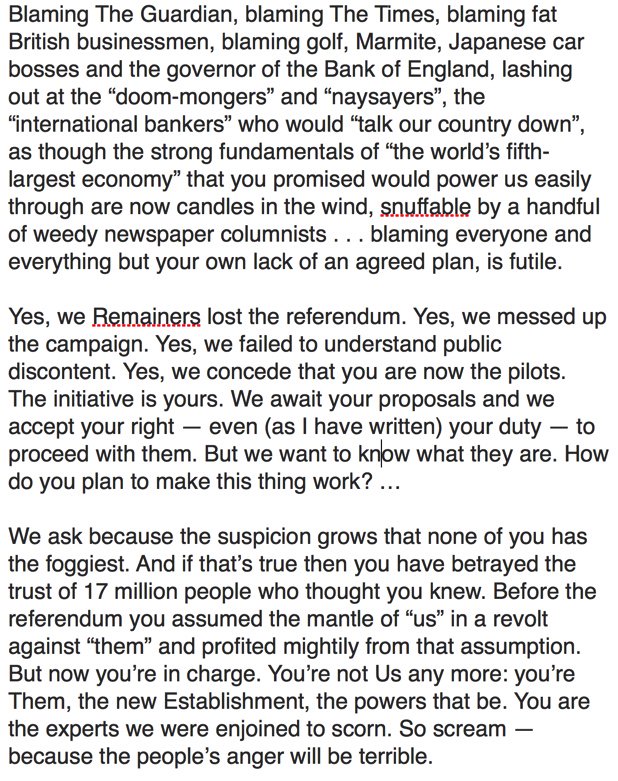 Blaming The Guardian, blaming The Times, blaming fat
British businessmen, blaming golf, Marmite, Japanese car
bosses and the governor of the Bank of England, lashing
out at the “doom-mongers” and “naysayers”, the
“international bankers” who would “talk our country down”,
as though the strong fundamentals of “the world’s fifth-
largest economy” that you promised would power us easily
through are now candles in the wind, snuffable by a handful
of weedy newspaper columnists . . . blaming everyone and
everything but your own lack of an agreed plan, is futile.

Yes, we Remainers lost the referendum. Yes, we messed up
the campaign. Yes, we failed to understand public
discontent. Yes, we concede that you are now the pilots.
The initiative is yours. We await your proposals and we
accept your right — even (as I have written) your duty — to
proceed with them. But we want to know what they are. How
do you plan to make this thing work? …

We ask because the suspicion grows that none of you has
the foggiest. And if that’s true then you have betrayed the
trust of 17 million people who thought you knew. Before the
referendum you assumed the mantle of “us” in a revolt
against “them” and profited mightily from that assumption.
But now you’re in charge. You’re not Us any more: you’re
Them, the new Establishment, the powers that be. You are
the experts we were enjoined to scorn. So scream —
because the people’s anger will be terrible.